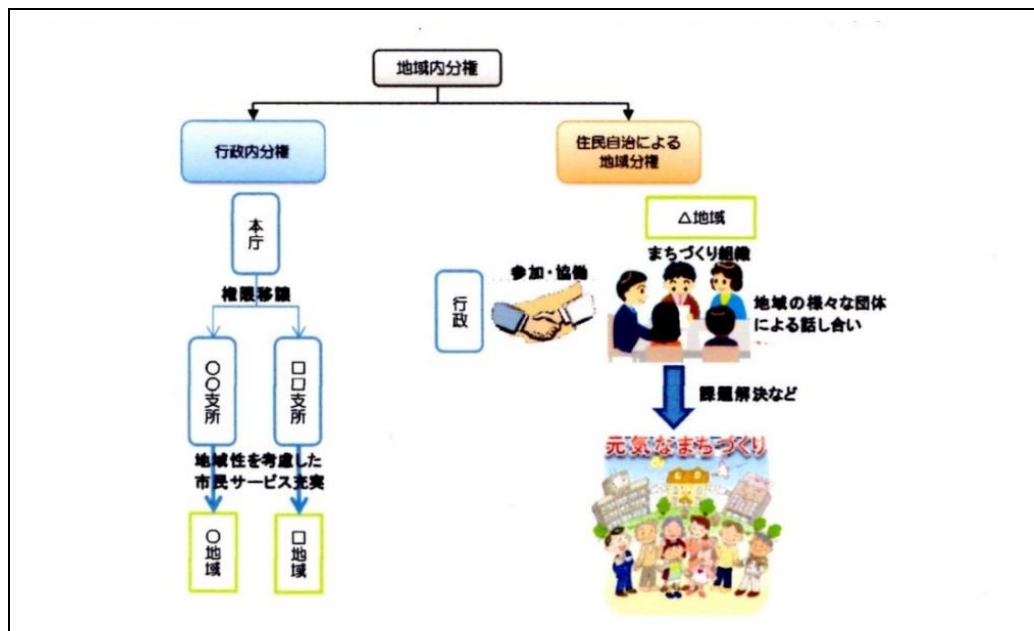 地域内分権
行政内分権
本庁
権限移譲
〇〇支所
□□支所
地域性を考慮した
市民サービス充実
〇地域
□地域
住民自治による
地域分権
△地域
まちづくり組織
行政
参加・協働
地域の様々な団体
による話し合い
課題解決など
元気なまちづくり